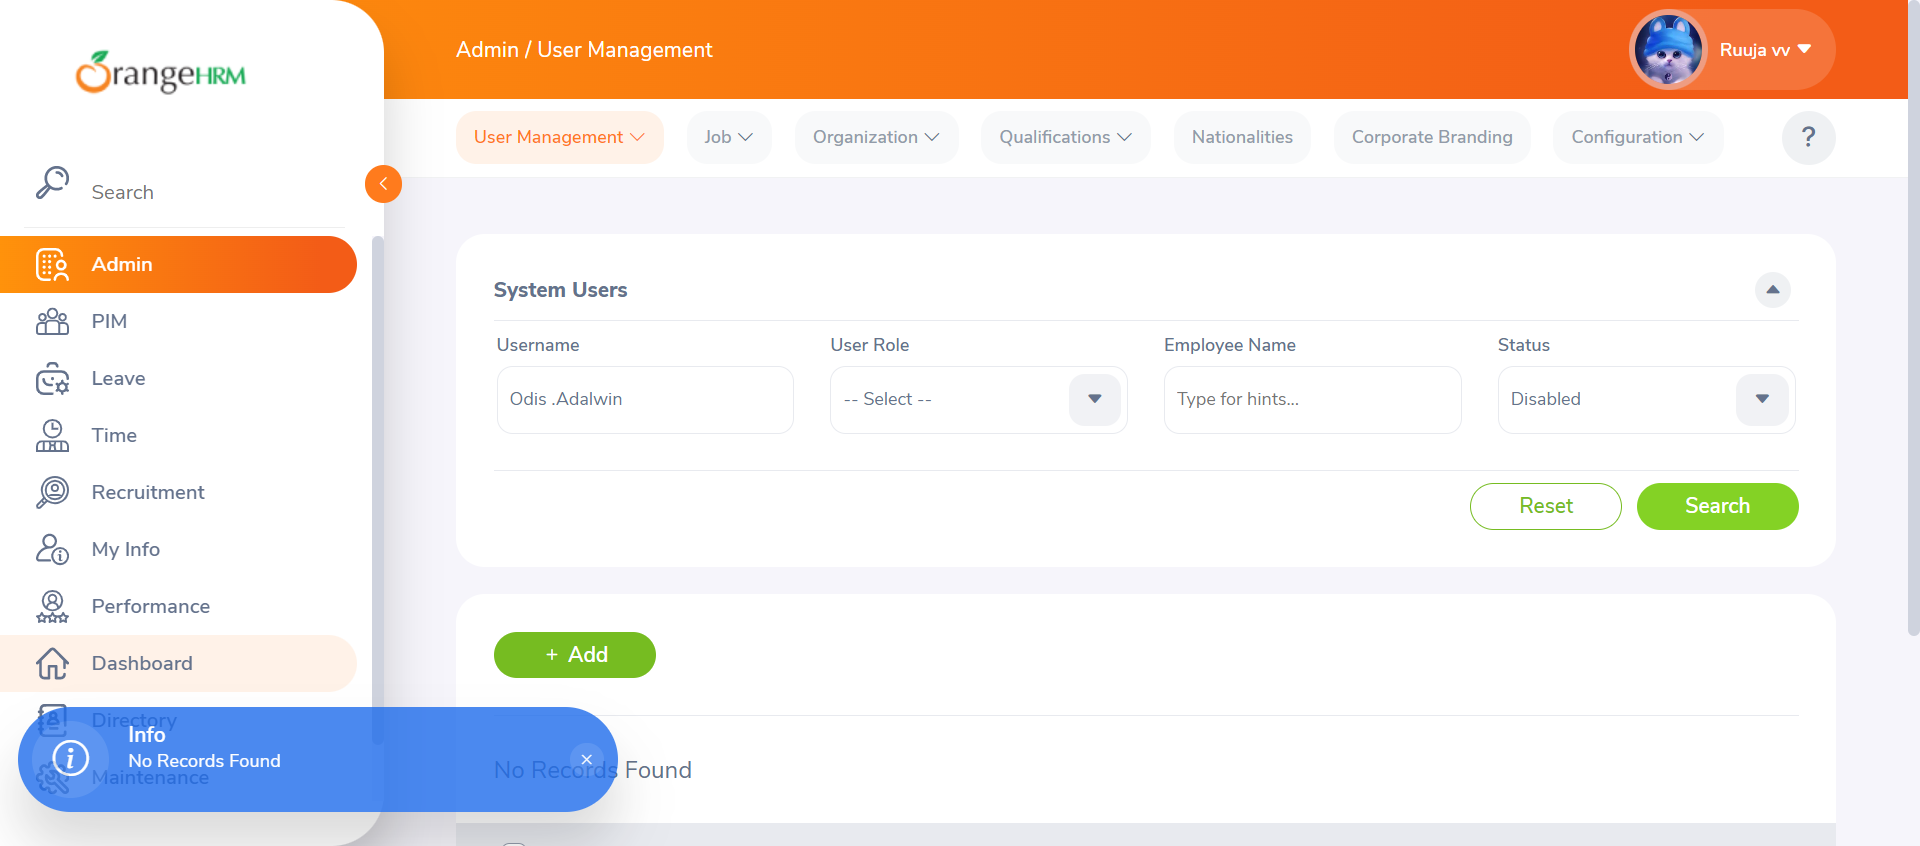 OrangeHRM
Admin / User Management
Ruuja vv
User Management
Job
Organization
Qualifications
Nationalities
Corporate Branding
Configuration
?
Search
Admin
PIM
Leave
Time
Recruitment
My Info
Performance
Dashboard
Directory
Maintenance
System Users
Username
User Role
Employee Name
Status
Odis .Adalwin
-- Select --
Type for hints...
Disabled
Reset
Search
+ Add
No Records Found
Info
No Records Found